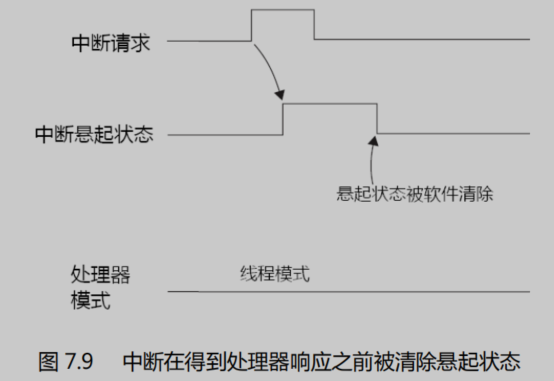 中断请求
中断悬起状态
悬起状态被软件清除
处理器
模式
线程模式
图 7.9 中断在得到处理器响应之前被清除悬起状态